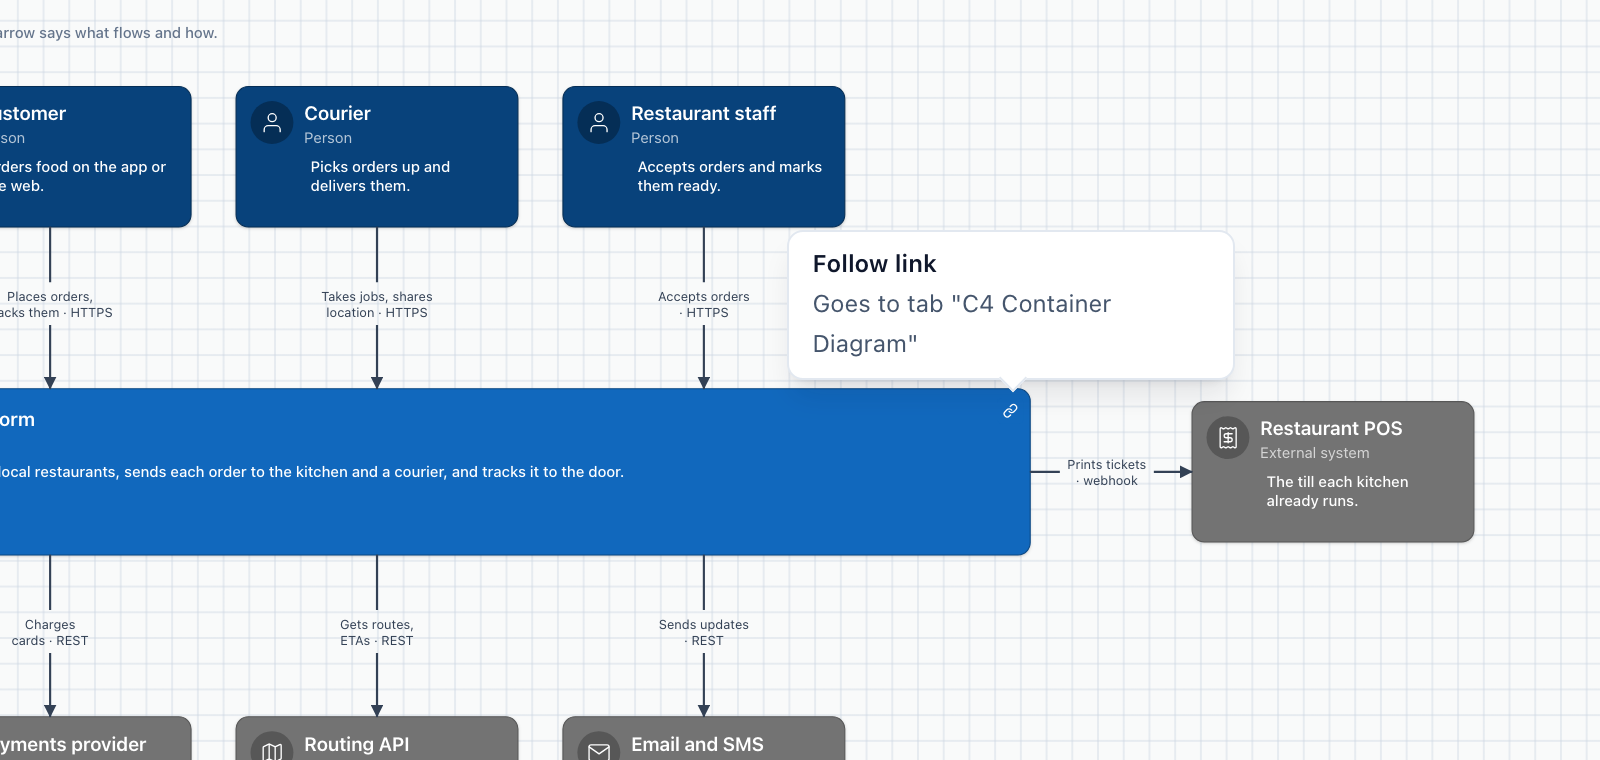 arrow says what flows and how.
ustomer
son
ders food on the app or
e web.
Courier
Person
Picks orders up and
delivers them.
Restaurant staff
Person
Accepts orders and marks
them ready.
Places orders,
acks them · HTTPS
Takes jobs, shares
location · HTTPS
Accepts orders
· HTTPS
Follow link
Goes to tab "C4 Container
Diagram"
orm
local restaurants, sends each order to the kitchen and a courier, and tracks it to the door.
Prints tickets
· webhook
Restaurant POS
External system
The till each kitchen
already runs.
Charges
cards · REST
Gets routes,
ETAs · REST
Sends updates
· REST
yments provider
Routing API
Email and SMS